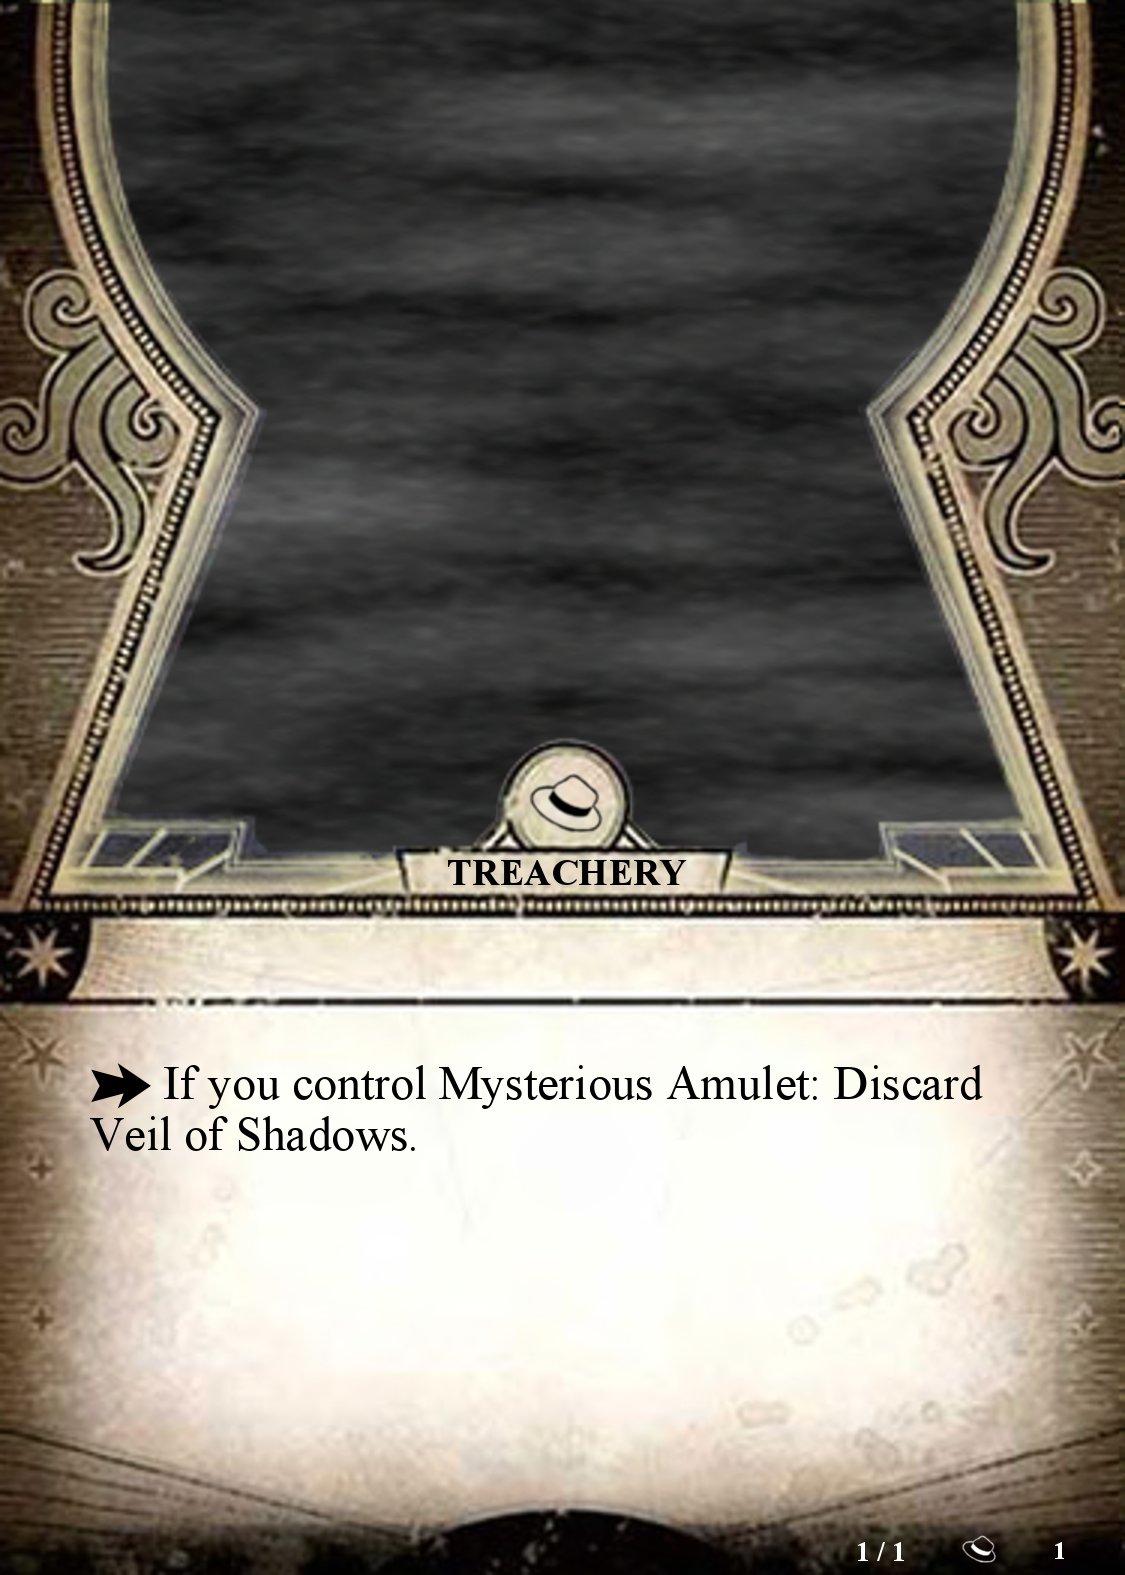 TREACHERY
If you control Mysterious Amulet: Discard
Veil of Shadows.
1 / 1 1